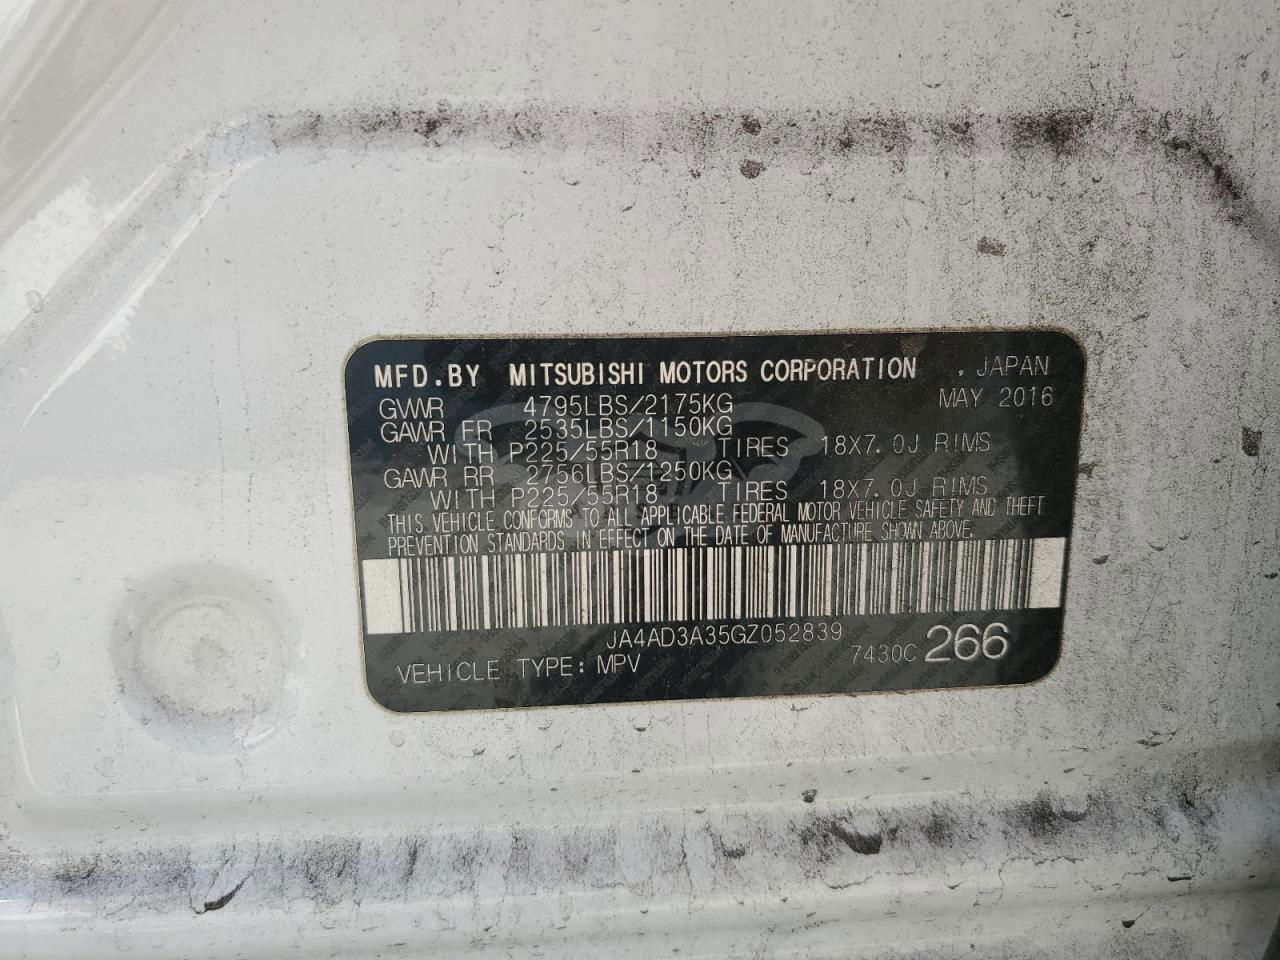 MFD.BY MITSUBISHI MOTORS CORPORATION , JAPAN
GVWR 4795LBS/2175KG MAY 2016
GAWR FR 2535LBS/1150KG
WITH P225/55R18 TIRES 18X7.0J RIMS
GAWR RR 2756LBS/1250KG
WITH P225/55R18 TIRES 18X7.0J RIMS
THIS VEHICLE CONFORMS TO ALL APPLICABLE FEDERAL MOTOR VEHICLE SAFETY AND THEFT
PREVENTION STANDARDS IN EFFECT ON THE DATE OF MANUFACTURE SHOWN ABOVE.
JA4AD3A35GZ052839
VEHICLE TYPE: MPV 7430C 266